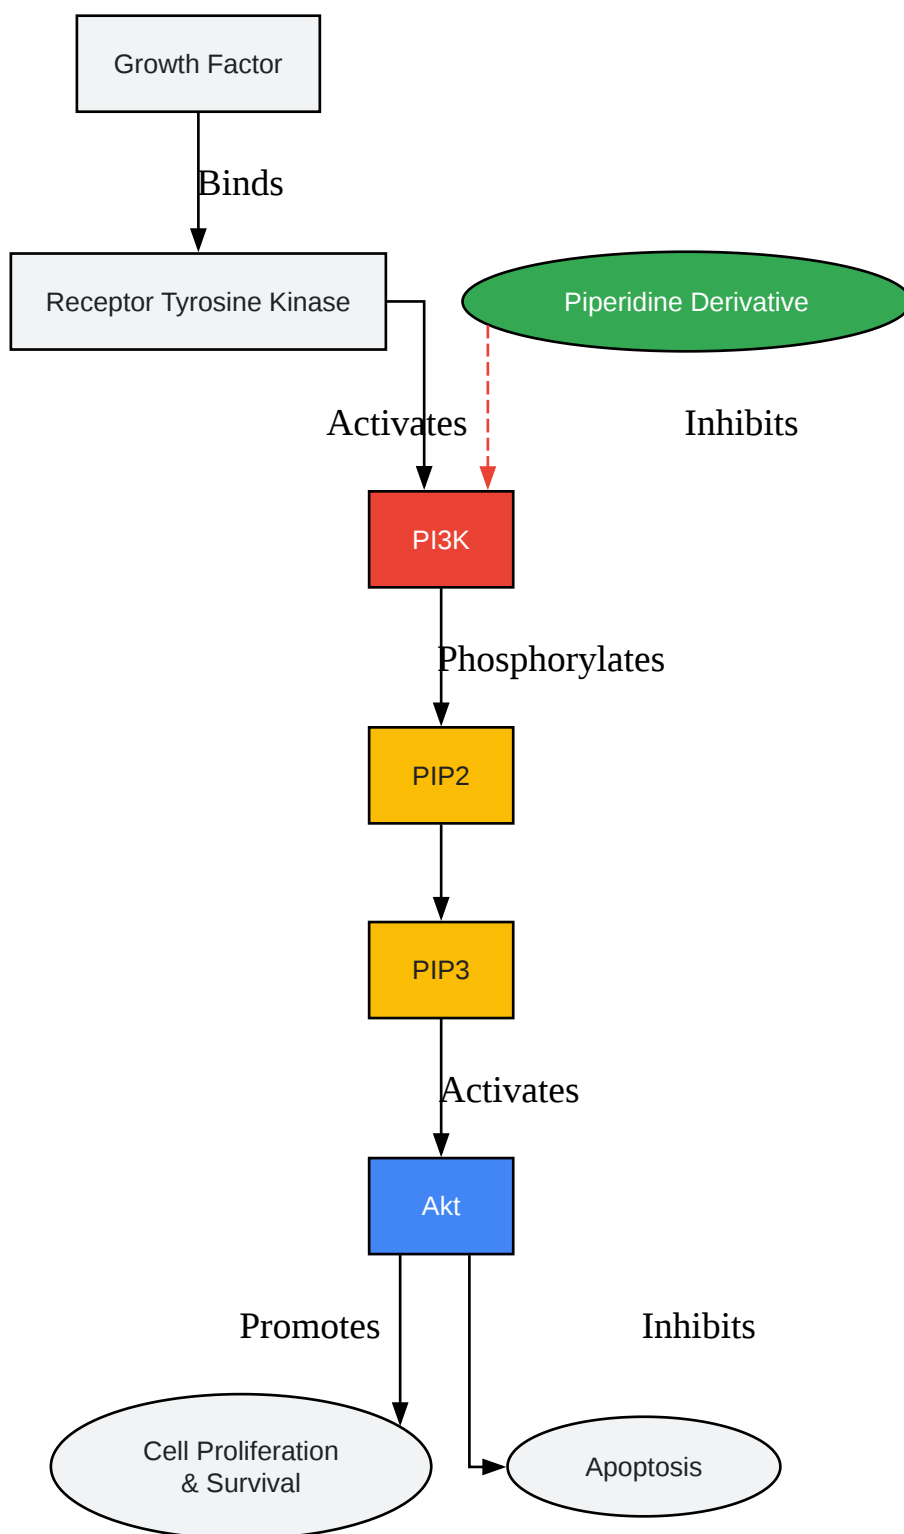 Growth Factor
Binds
Receptor Tyrosine Kinase
Piperidine Derivative
Activates
Inhibits
PI3K
Phosphorylates
PIP2
PIP3
Activates
Akt
Promotes
Inhibits
Cell Proliferation
& Survival
Apoptosis